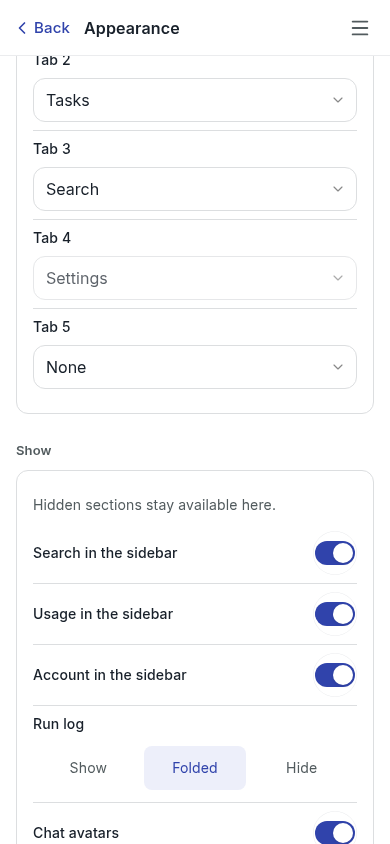 Back Appearance
Tab 2
Tasks
Tab 3
Search
Tab 4
Settings
Tab 5
None
Show
Hidden sections stay available here.
Search in the sidebar
Usage in the sidebar
Account in the sidebar
Run log
Show Folded Hide
Chat avatars